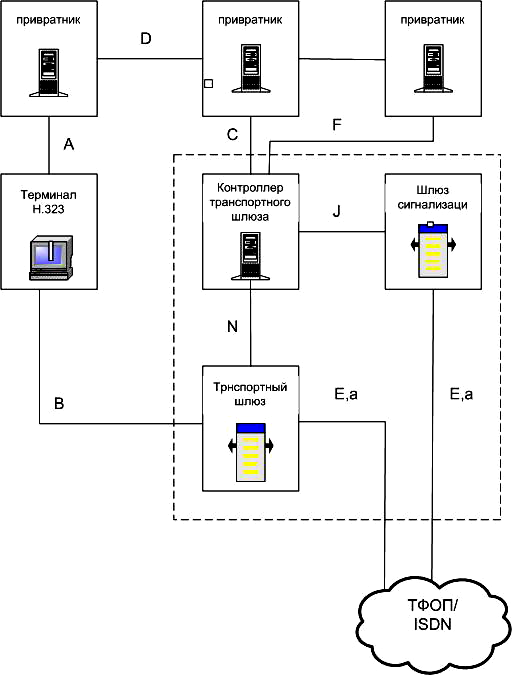 привратник
D
привратник
привратник
A
C
F
Терминал
H.323
Контроллер
транспортного
шлюза
J
Шлюз
сигнализаци
N
B
Трнспортный
шлюз
E,a
E,a
ТФОП/
ISDN